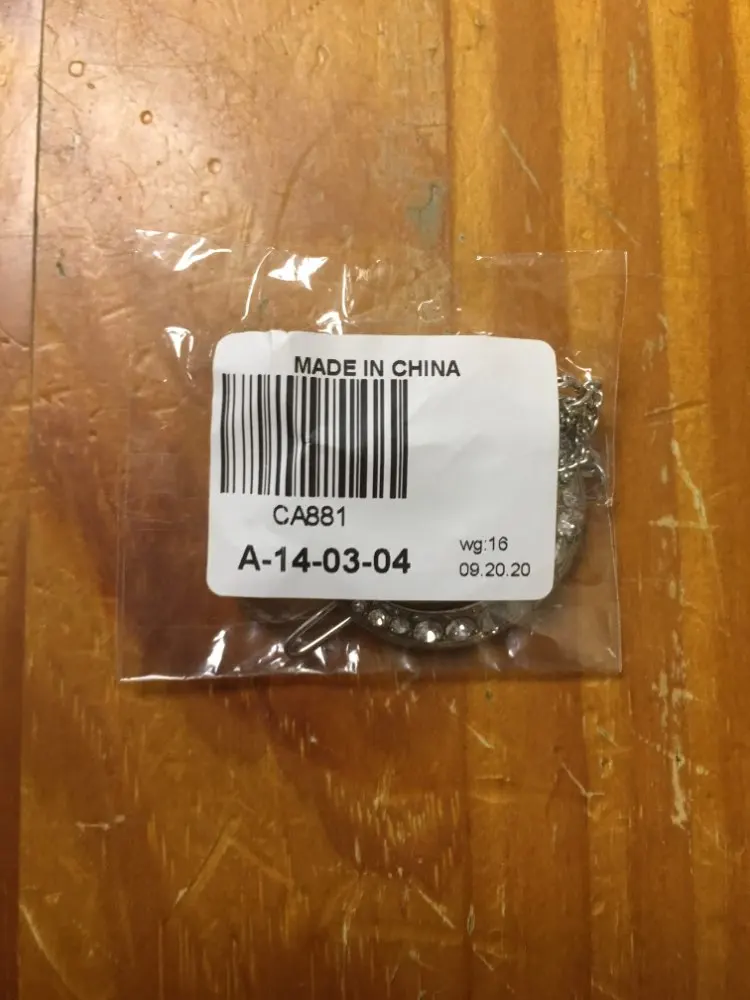 MADE IN CHINA
CA881
A-14-03-04
wg:16
09.20.20